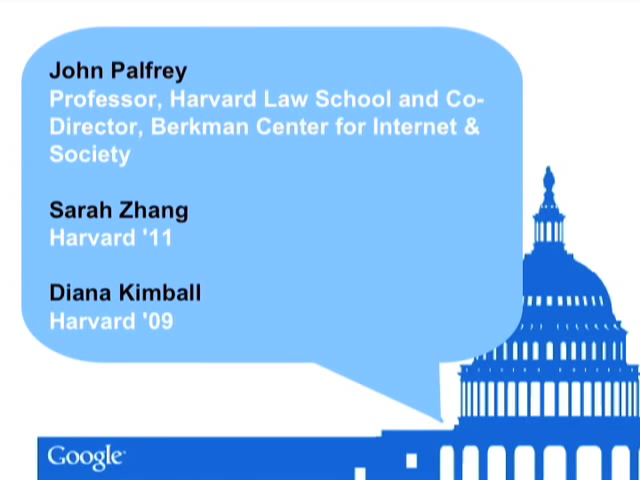 John Palfrey
Professor, Harvard Law School and Co-
Director, Berkman Center for Internet &
Society
Sarah Zhang
Harvard '11
Diana Kimball
Harvard '09
Google